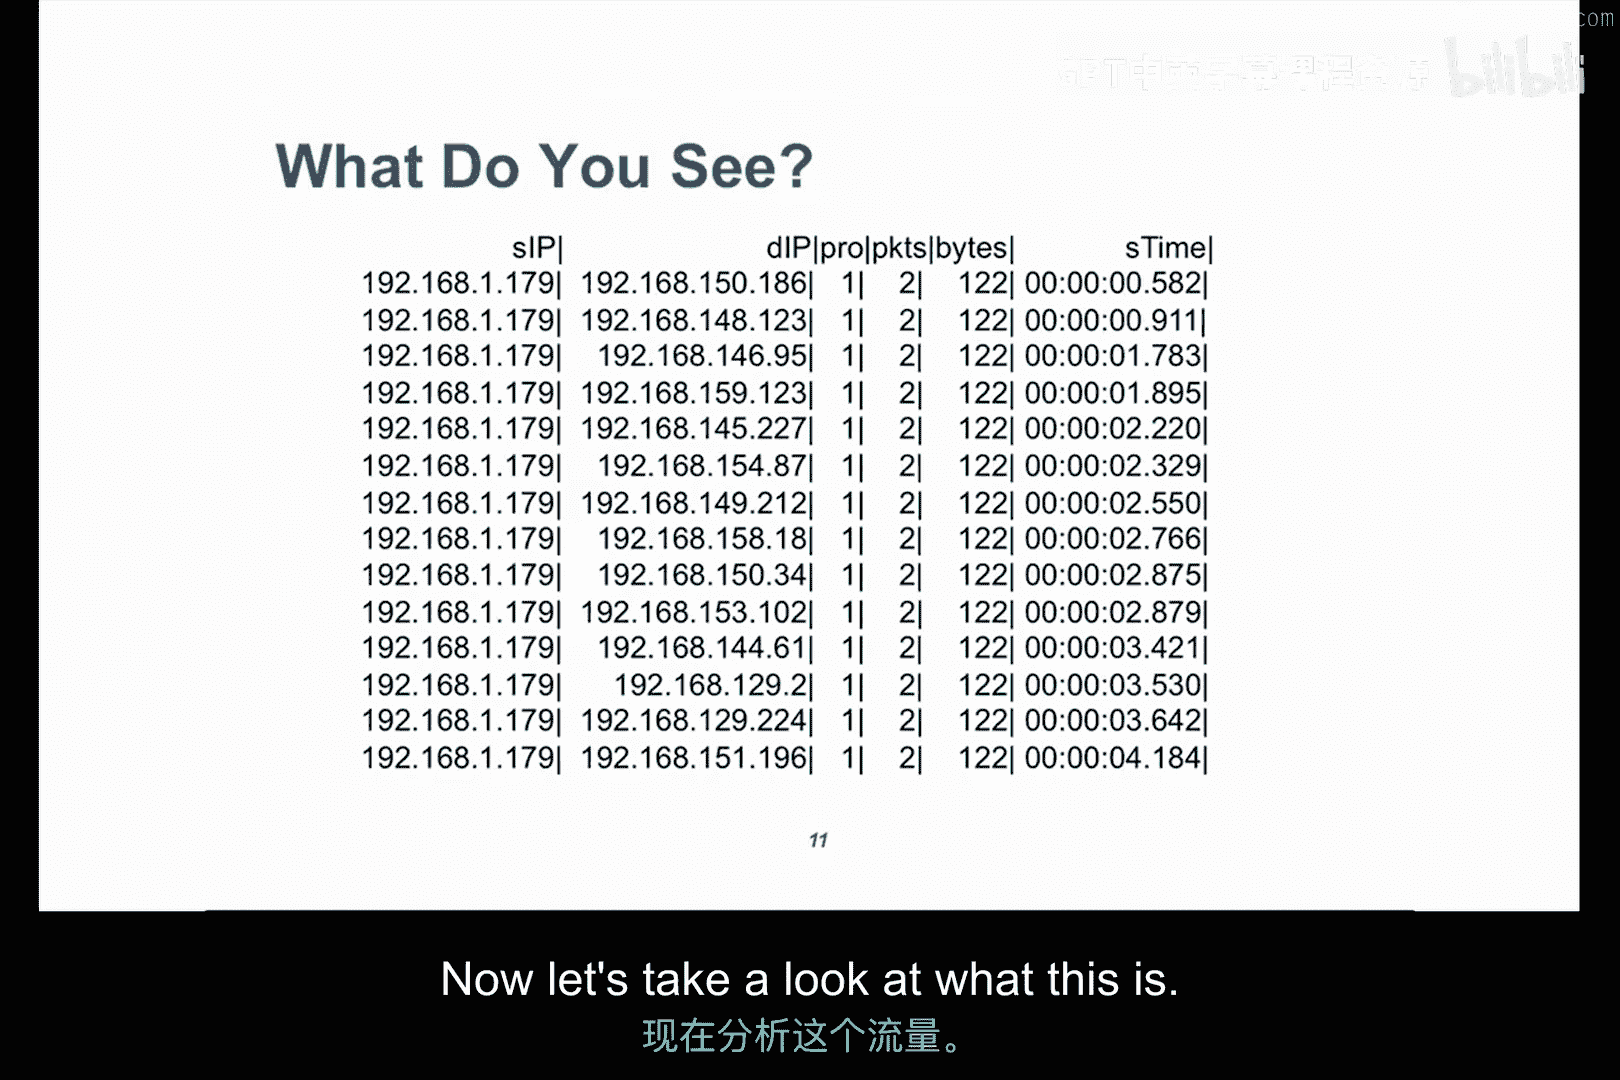 com
bilibili
What Do You See?
sIP| dIP|pro|pkts|bytes| sTime|
192.168.1.179| 192.168.150.186| 1| 2| 122| 00:00:00.582|
192.168.1.179| 192.168.148.123| 1| 2| 122| 00:00:00.911|
192.168.1.179| 192.168.146.95| 1| 2| 122| 00:00:01.783|
192.168.1.179| 192.168.159.123| 1| 2| 122| 00:00:01.895|
192.168.1.179| 192.168.145.227| 1| 2| 122| 00:00:02.220|
192.168.1.179| 192.168.154.87| 1| 2| 122| 00:00:02.329|
192.168.1.179| 192.168.149.212| 1| 2| 122| 00:00:02.550|
192.168.1.179| 192.168.158.18| 1| 2| 122| 00:00:02.766|
192.168.1.179| 192.168.150.34| 1| 2| 122| 00:00:02.875|
192.168.1.179| 192.168.153.102| 1| 2| 122| 00:00:02.879|
192.168.1.179| 192.168.144.61| 1| 2| 122| 00:00:03.421|
192.168.1.179| 192.168.129.2| 1| 2| 122| 00:00:03.530|
192.168.1.179| 192.168.129.224| 1| 2| 122| 00:00:03.642|
192.168.1.179| 192.168.151.196| 1| 2| 122| 00:00:04.184|
11
Now let's take a look at what this is.
现在分析这个流量。